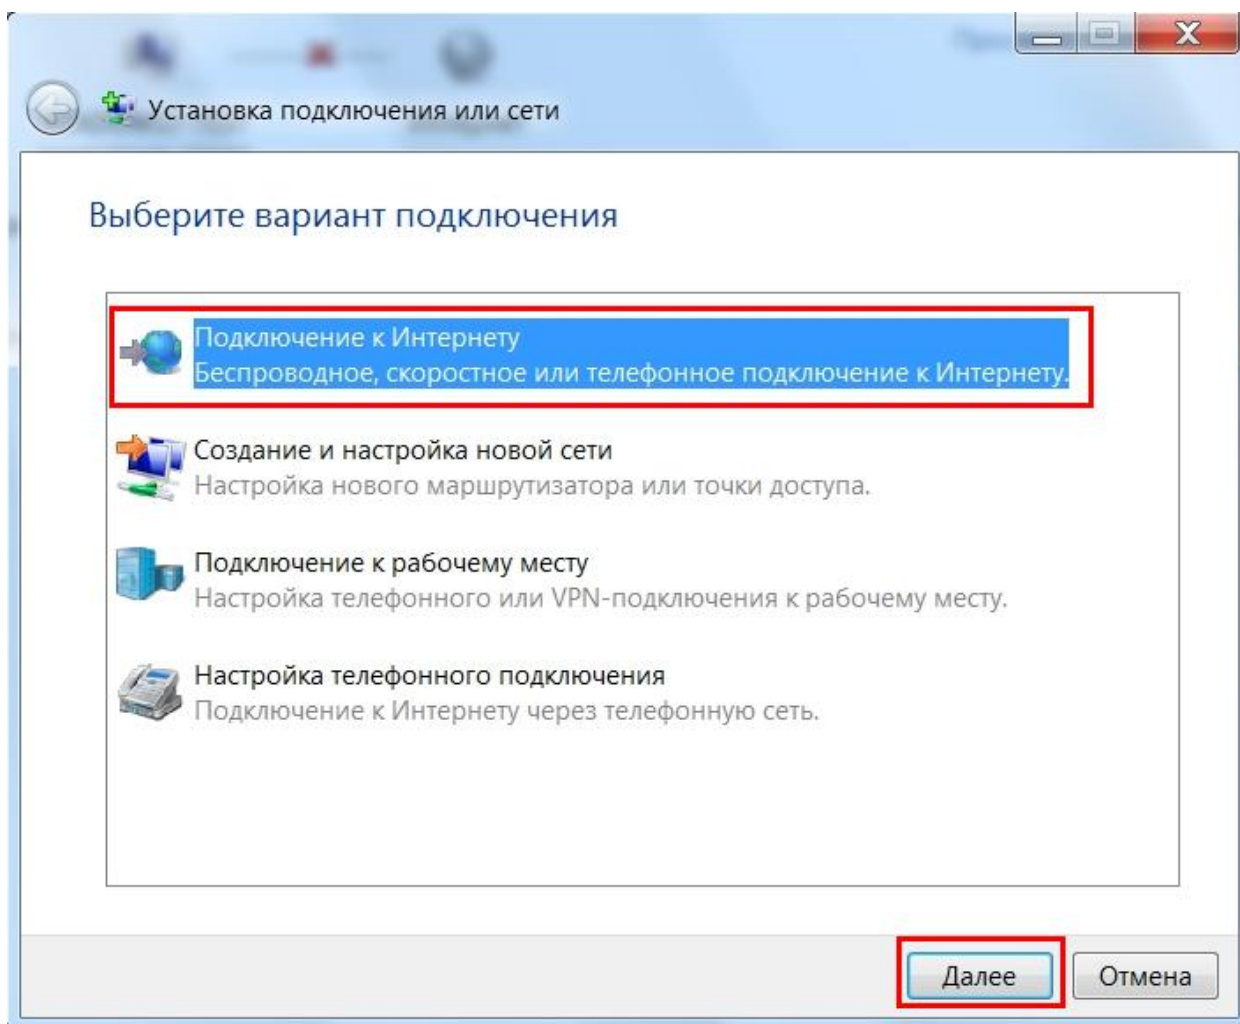 Установка подключения или сети
Выберите вариант подключения
Подключение к Интернету
Беспроводное, скоростное или телефонное подключение к Интернету.
Создание и настройка новой сети
Настройка нового маршрутизатора или точки доступа.
Подключение к рабочему месту
Настройка телефонного или VPN-подключения к рабочему месту.
Настройка телефонного подключения
Подключение к Интернету через телефонную сеть.
Далее
Отмена